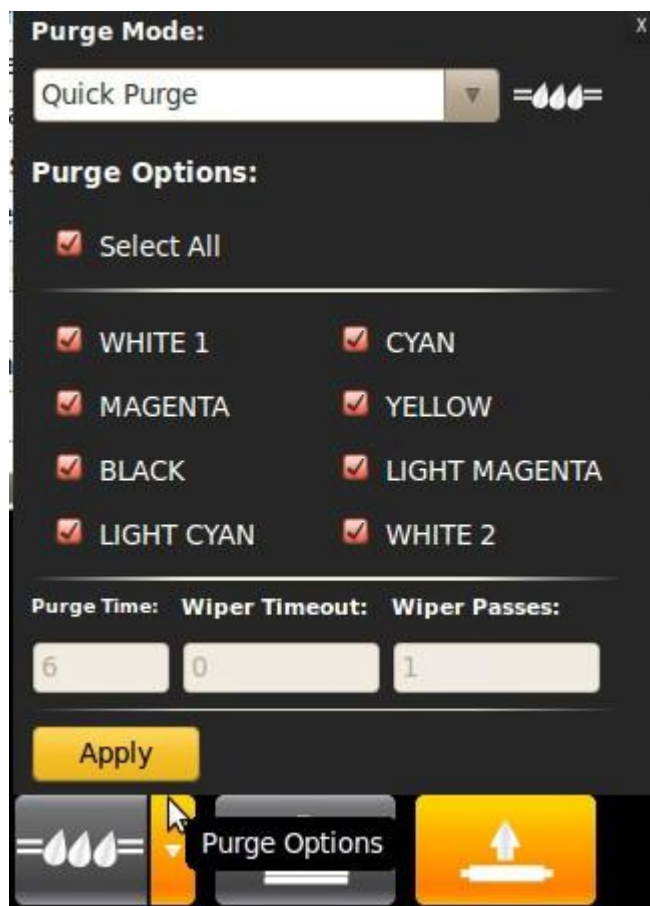 Purge Mode:
X
Quick Purge
Purge Options:
Select All
WHITE 1 CYAN
MAGENTA YELLOW
BLACK LIGHT MAGENTA
LIGHT CYAN WHITE 2
Purge Time: Wiper Timeout: Wiper Passes:
6 0 1
Apply
Purge Options